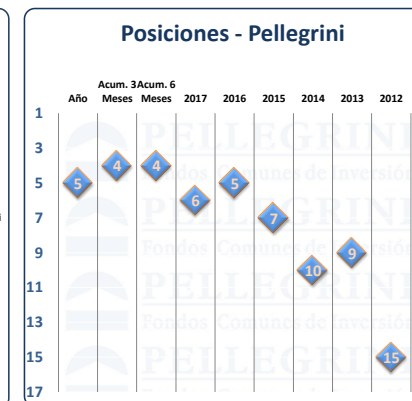 Posiciones - Pellegrini
Año Acum. 3 Meses Acum. 6 Meses 2017 2016 2015 2014 2013 2012
1
3
5
7
9
11
13
15
17
5 4 4 6 5 7 10 9 15
PELLEGRINI
Fondos Comunes de Inversión
PELLEGRINI
Fondos Comunes de Inversión
PELLEGRINI
Fondos Comunes de Inversión
PELLEGRINI